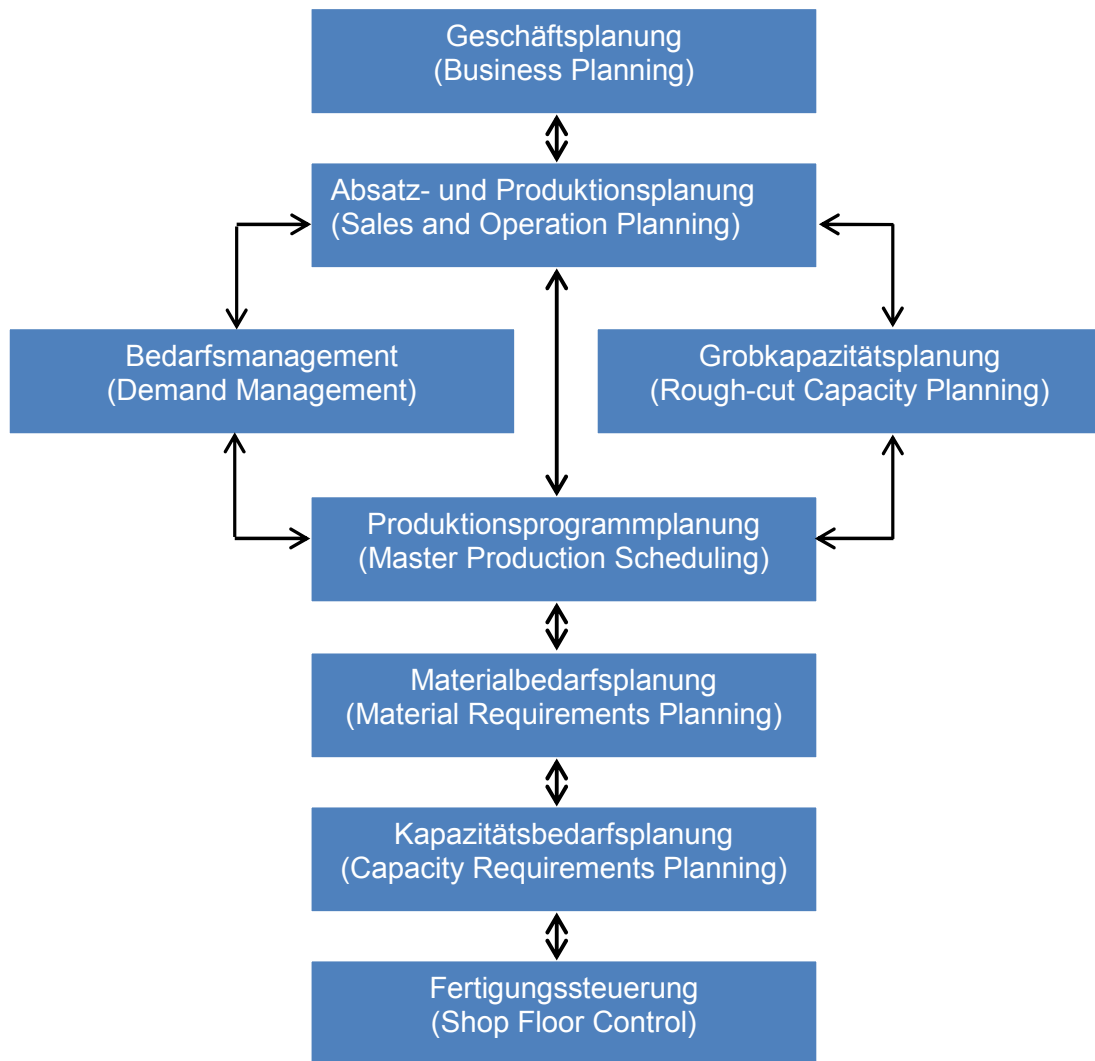 Geschäftsplanung
(Business Planning)
Absatz- und Produktionsplanung
(Sales and Operation Planning)
Bedarfsmanagement
(Demand Management)
Grobkapazitätsplanung
(Rough-cut Capacity Planning)
Produktionsprogrammplanung
(Master Production Scheduling)
Materialbedarfsplanung
(Material Requirements Planning)
Kapazitätsbedarfsplanung
(Capacity Requirements Planning)
Fertigungssteuerung
(Shop Floor Control)